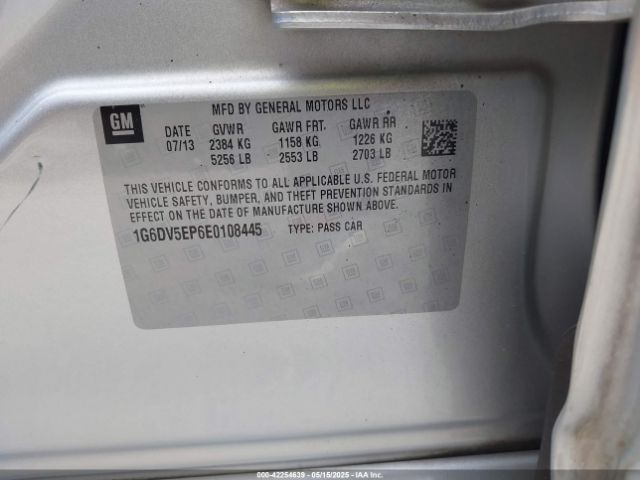 GM
MFD BY GENERAL MOTORS LLC
DATE GVWR GAWR FRT. GAWR RR
07/13 2384 KG 1158 KG 1226 KG
5256 LB 2553 LB 2703 LB
THIS VEHICLE CONFORMS TO ALL APPLICABLE U.S. FEDERAL MOTOR
VEHICLE SAFETY, BUMPER, AND THEFT PREVENTION STANDARDS IN
EFFECT ON THE DATE OF MANUFACTURE SHOWN ABOVE.
1G6DV5EP6E0108445 TYPE: PASS CAR
000-42254639 - 05/15/2025 - IAA Inc.